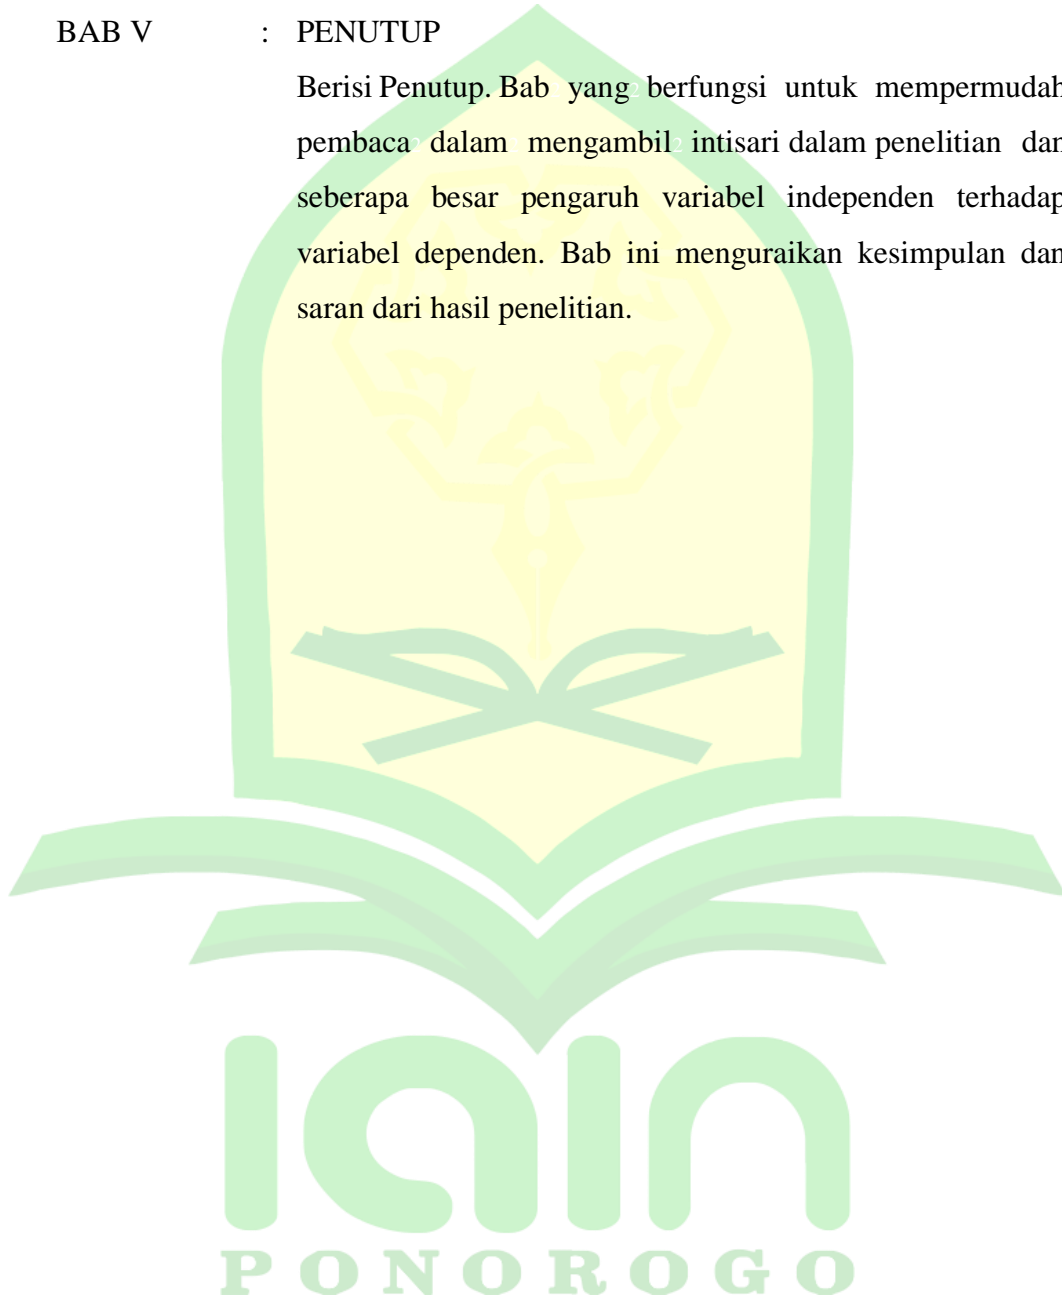 BAB V : PENUTUP
Berisi Penutup. Bab yang berfungsi untuk mempermudah
pembaca dalam mengambil intisari dalam penelitian dan
seberapa besar pengaruh variabel independen terhadap
variabel dependen. Bab ini menguraikan kesimpulan dan
saran dari hasil penelitian.
iain
PONOROGO